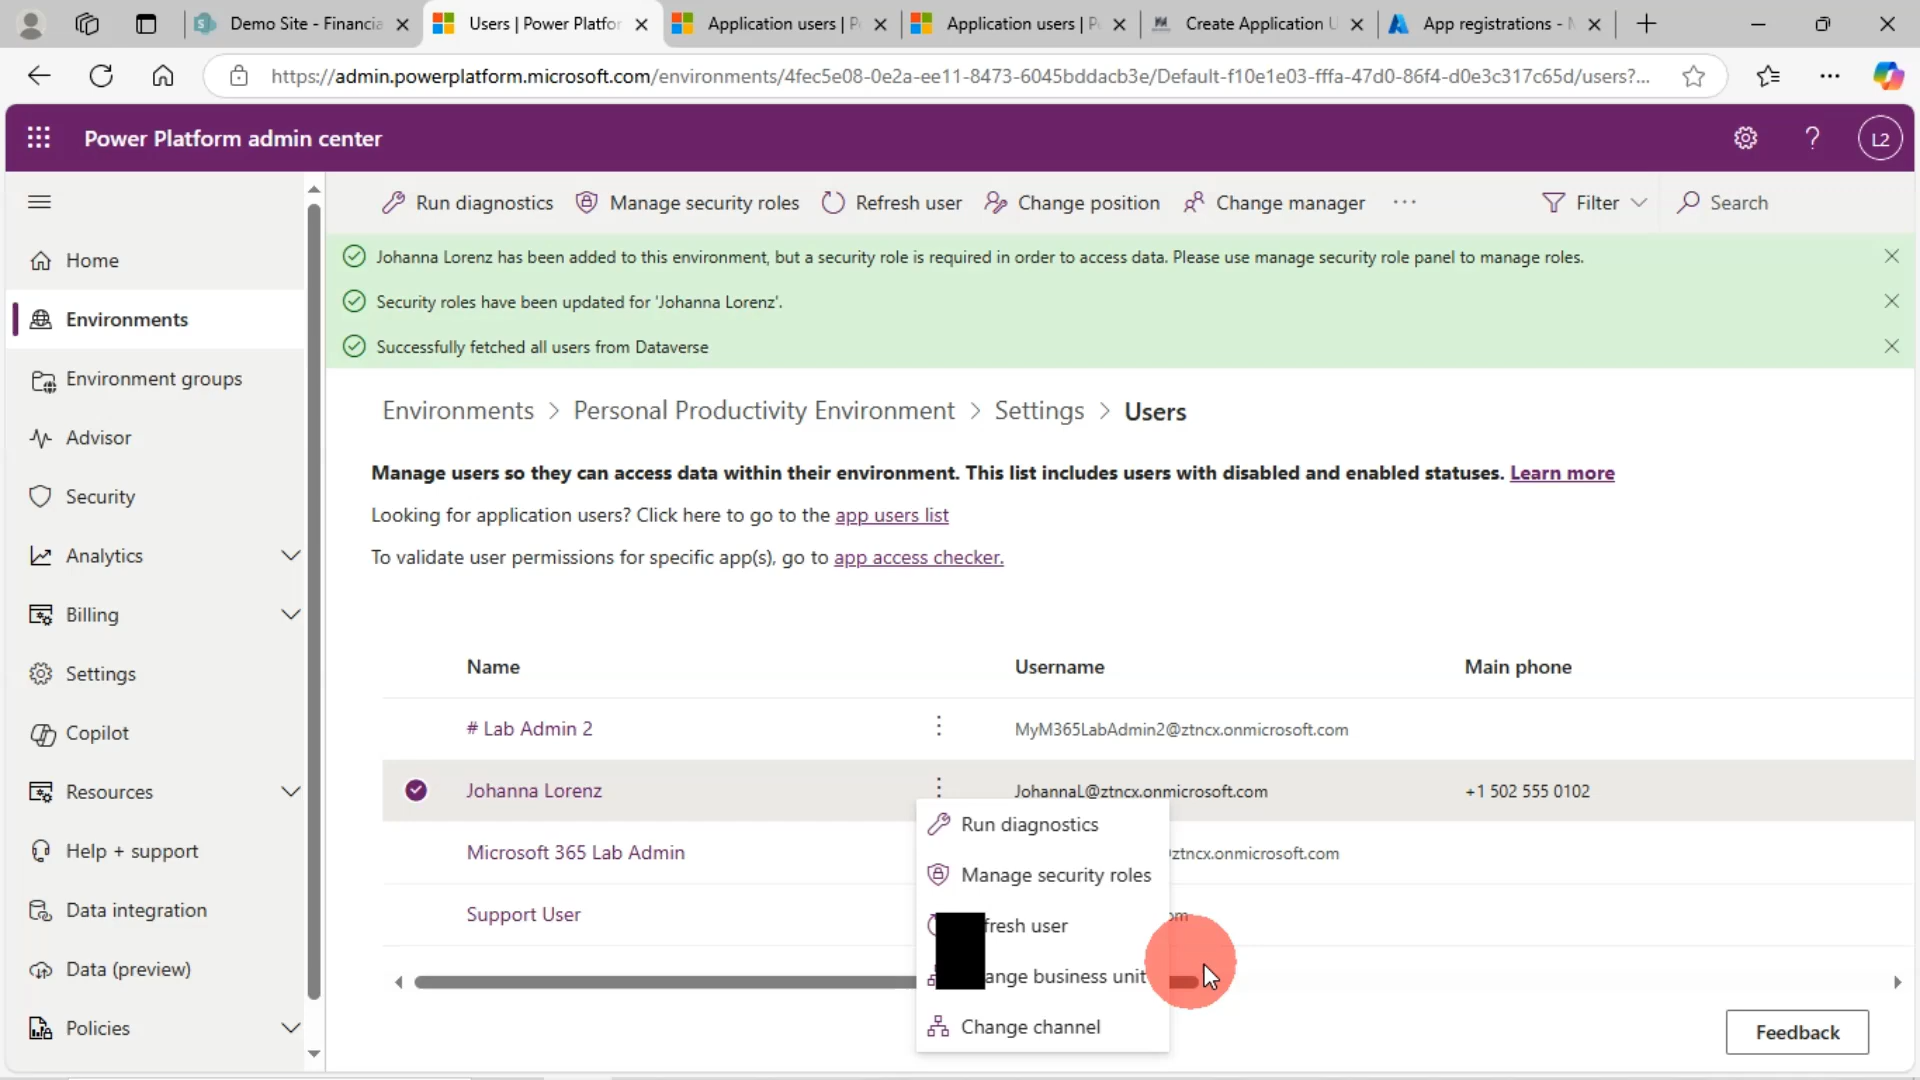 Demo Site - Financia
Users | Power Platfor
Application users | P
Application users | P
Create Application U
App registrations -
https://admin.powerplatform.microsoft.com/environments/4fec5e08-0e2a-ee11-8473-6045bddacb3e/Default-f10e1e03-fffa-47d0-86f4-d0e3c317c65d/users?...
Power Platform admin center
L2
Run diagnostics
Manage security roles
Refresh user
Change position
Change manager
Filter
Search
Home
Environments
Environment groups
Advisor
Security
Analytics
Billing
Settings
Copilot
Resources
Help + support
Data integration
Data (preview)
Policies
Johanna Lorenz has been added to this environment, but a security role is required in order to access data. Please use manage security role panel to manage roles.
Security roles have been updated for 'Johanna Lorenz'.
Successfully fetched all users from Dataverse
Environments > Personal Productivity Environment > Settings > Users
Manage users so they can access data within their environment. This list includes users with disabled and enabled statuses. Learn more
Looking for application users? Click here to go to the app users list
To validate user permissions for specific app(s), go to app access checker.
Name Username Main phone
# Lab Admin 2 MyM365LabAdmin2@ztncx.onmicrosoft.com
Johanna Lorenz JohannaL@ztncx.onmicrosoft.com +1 502 555 0102
Microsoft 365 Lab Admin ztncx.onmicrosoft.com
Support User om
Run diagnostics
Manage security roles
fresh user
ange business unit
Change channel
Feedback